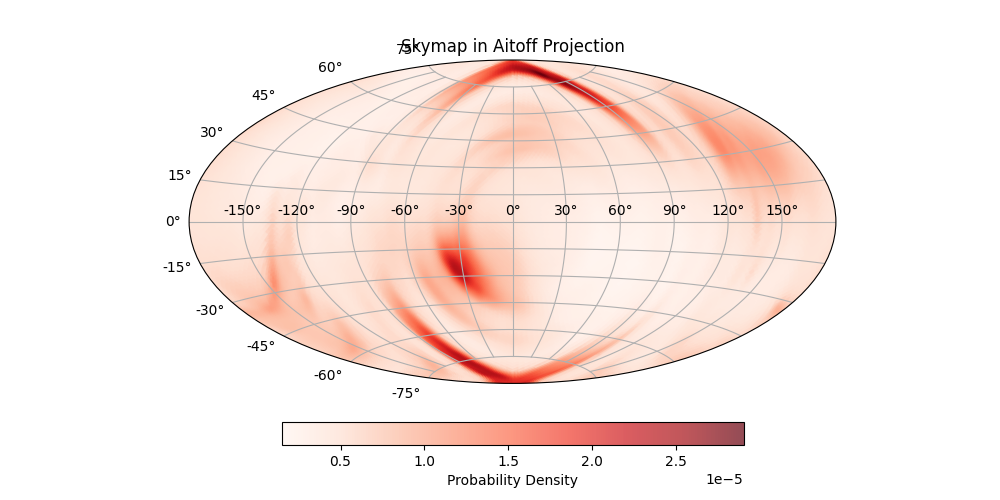 75°
Skymap in Aitoff Projection
60°
45°
30°
15°
0°
-150° -120° -90° -60° -30° 0° 30° 60° 90° 120° 150°
-15°
-30°
-45°
-60°
-75°
0.5 1.0 1.5 2.0 2.5
1e−5
Probability Density